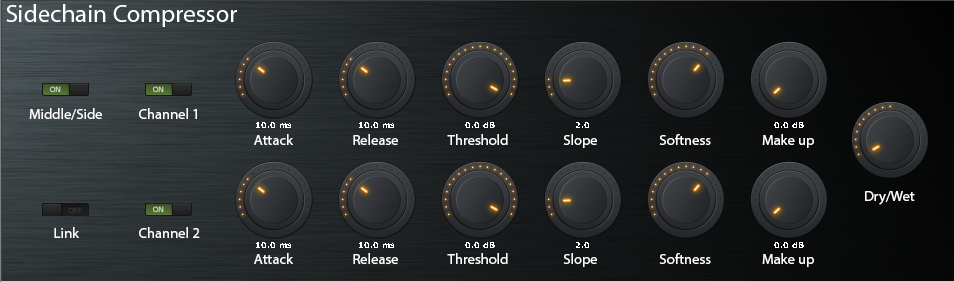 Sidechain Compressor
ON ON
Middle/Side Channel 1
10.0 ms 10.0 ms 0.0 dB 2.0 0.0 dB
Attack Release Threshold Slope Softness Make up
Dry/Wet
OFF ON
Link Channel 2
10.0 ms 10.0 ms 0.0 dB 2.0 0.0 dB
Attack Release Threshold Slope Softness Make up